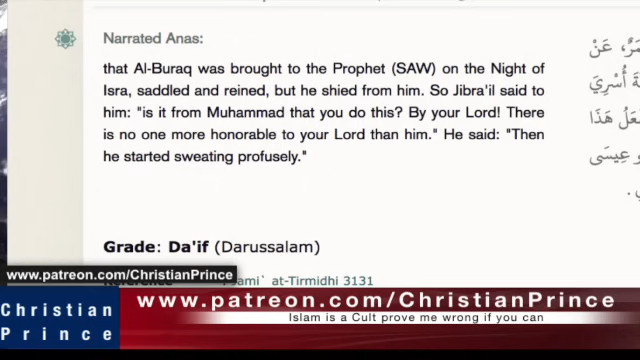 Narrated Anas:
that Al-Buraq was brought to the Prophet (SAW) on the Night of
Isra, saddled and reined, but he shied from him. So Jibra'il said to
him: "is it from Muhammad that you do this? By your Lord! There
is no one more honorable to your Lord than him." He said: "Then
he started sweating profusely."
مَرٌ، عَنْ
ةَ أُسْرِيَ
فْعَلُ هَذَا
و عِيسَى
Grade: Da'if (Darussalam)
www.patreon.com/ChristianPrince
at-Tirmidhi 3131
Christian
Prince
www.patreon.com/ChristianPrince
Islam is a Cult prove me wrong if you can